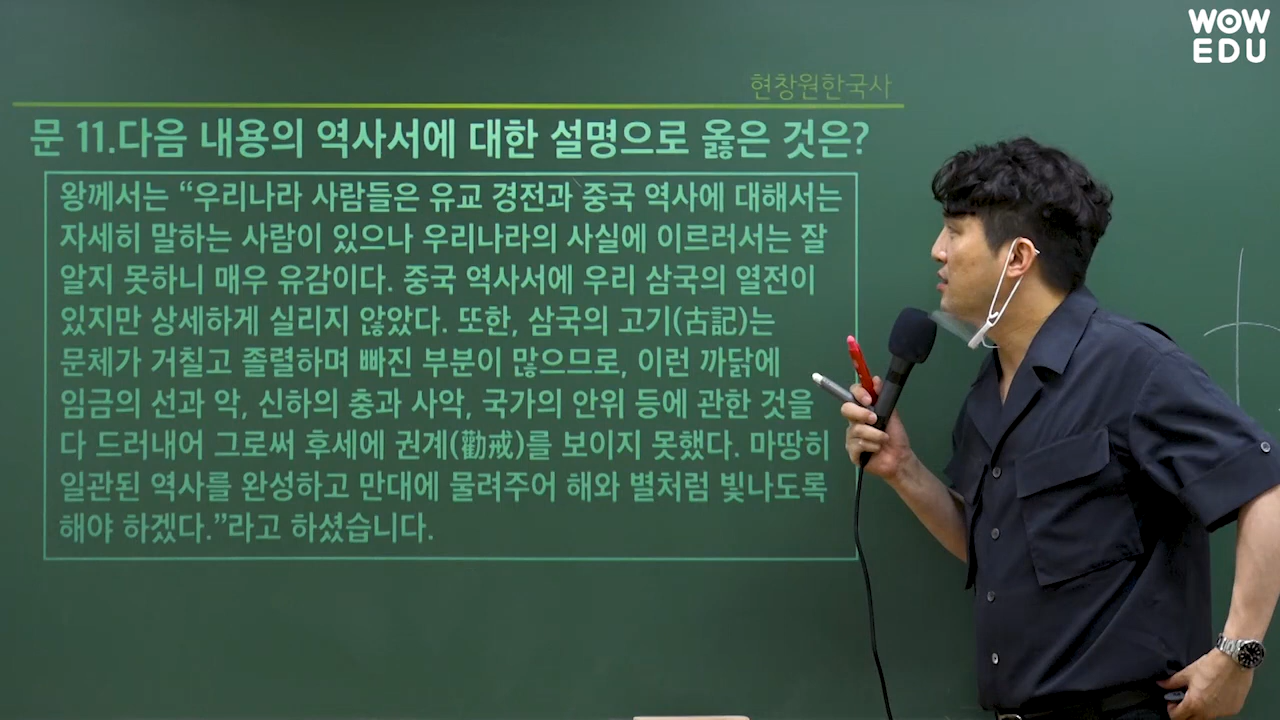 WOW
EDU
현창원한국사
문 11.다음 내용의 역사서에 대한 설명으로 옳은 것은?
왕께서는 “우리나라 사람들은 유교 경전과 중국 역사에 대해서는
자세히 말하는 사람이 있으나 우리나라의 사실에 이르러서는 잘
알지 못하니 매우 유감이다. 중국 역사서에 우리 삼국의 열전이
있지만 상세하게 실리지 않았다. 또한, 삼국의 고기(古記)는
문체가 거칠고 졸렬하며 빠진 부분이 많으므로, 이런 까닭에
임금의 선과 악, 신하의 충과 사악, 국가의 안위 등에 관한 것을
다 드러내어 그로써 후세에 권계(勸戒)를 보이지 못했다. 마땅히
일관된 역사를 완성하고 만대에 물려주어 해와 별처럼 빛나도록
해야 하겠다.”라고 하셨습니다.